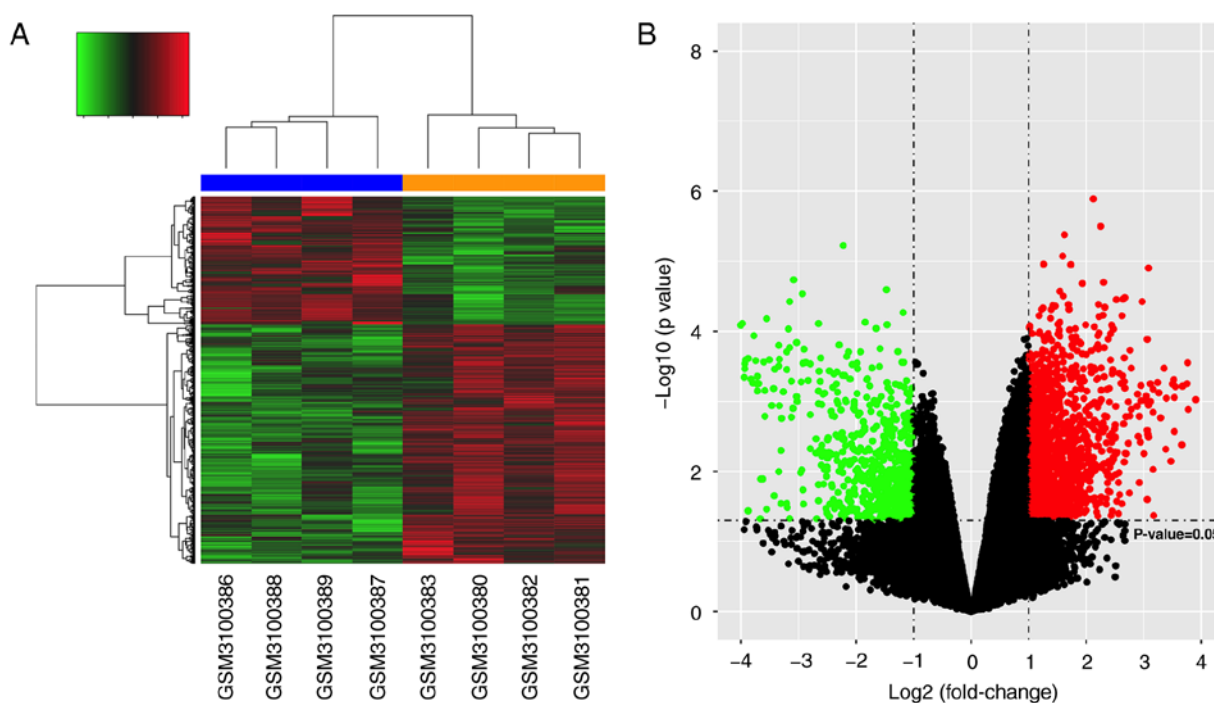 A
GSM3100386
GSM3100388
GSM3100389
GSM3100387
GSM3100383
GSM3100380
GSM3100382
GSM3100381
B
8
6
4
2
0
-Log10 (p value)
P-value=0.05
−4 −3 −2 −1 0 1 2 3 4
Log2 (fold-change)